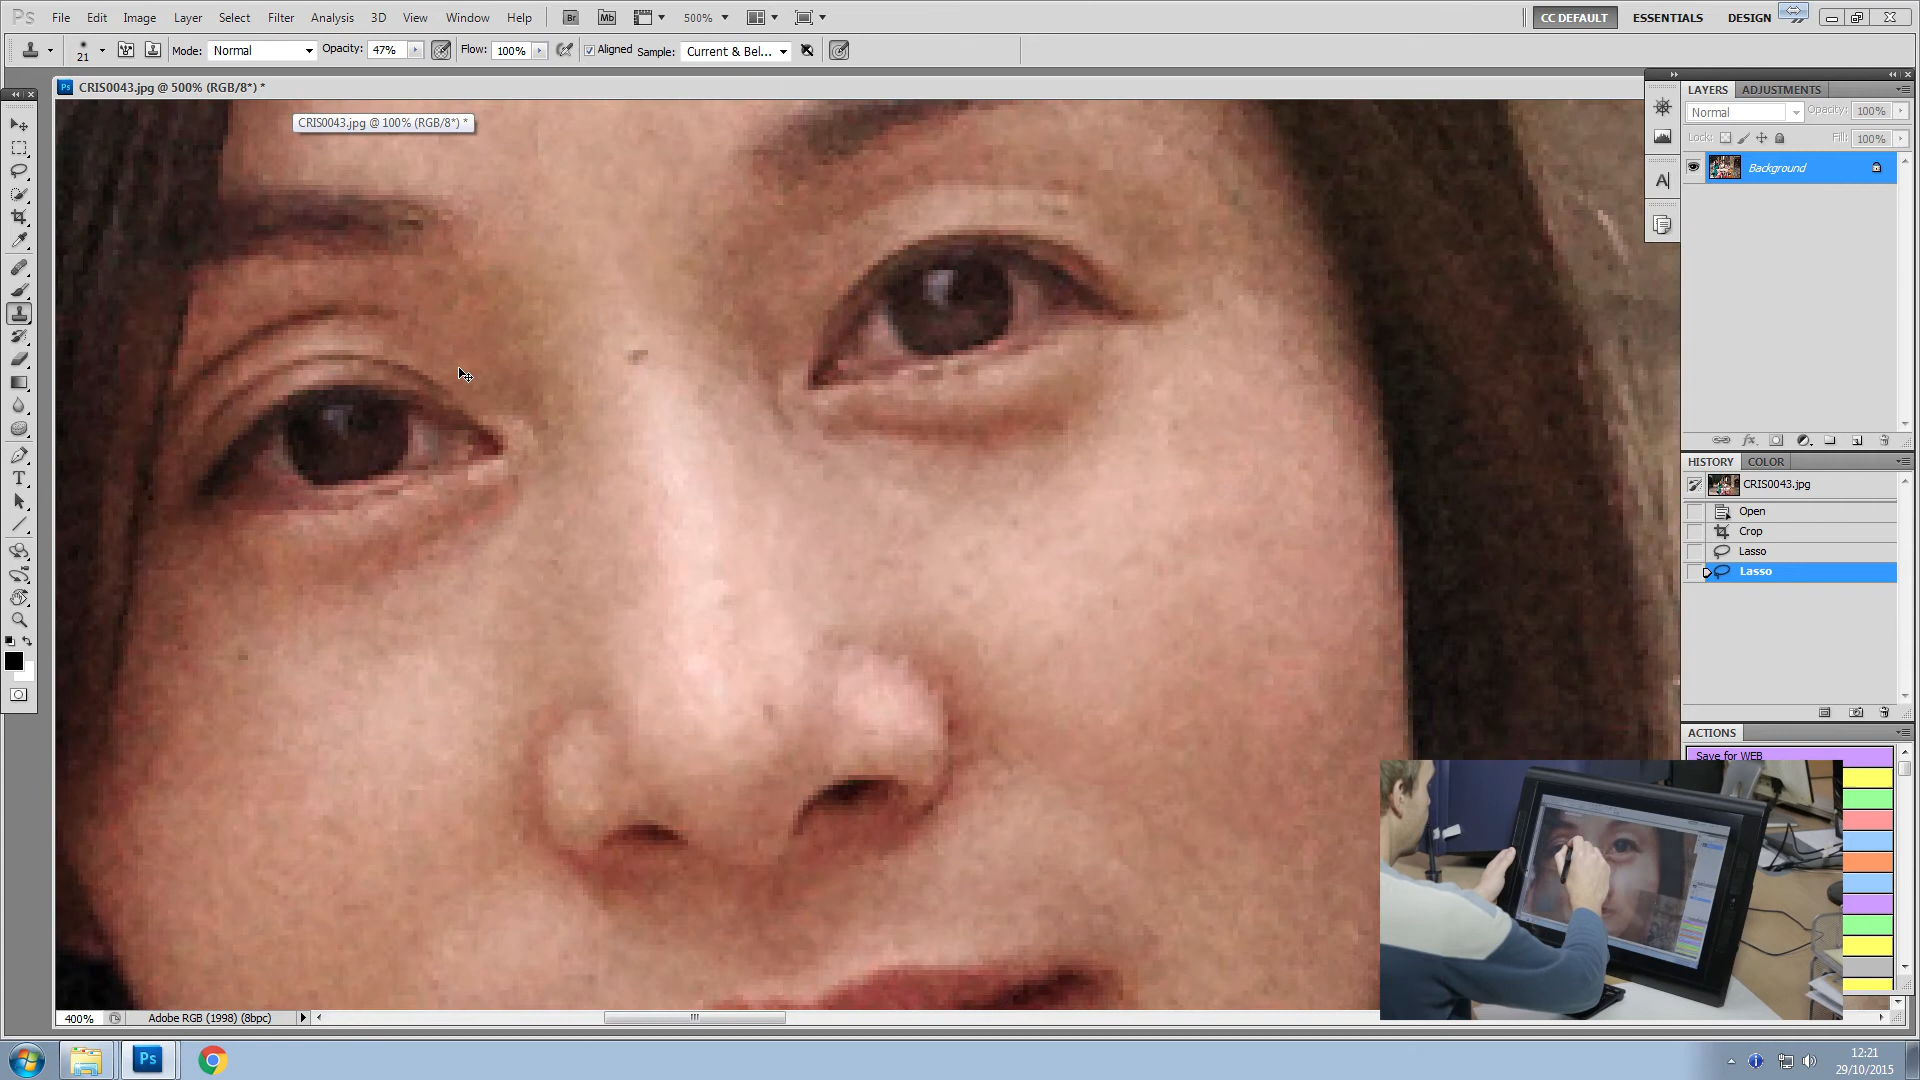 Ps File Edit Image Layer Select Filter Analysis 3D View Window Help Br Mb 500% CC DEFAULT ESSENTIALS DESIGN
21 Mode: Normal Opacity: 47% Flow: 100% Aligned Sample: Current & Bel...
Ps CRIS0043.jpg @ 500% (RGB/8*) *
CRIS0043.jpg @ 100% (RGB/8*) *
LAYERS ADJUSTMENTS
Normal Opacity: 100%
Lock: Fill: 100%
Background
A
T
HISTORY COLOR
CRIS0043.jpg
Open
Crop
Lasso
Lasso
ACTIONS
Save for WEB
400% Adobe RGB (1998) (8bpc)
Ps
12:21
29/10/2015